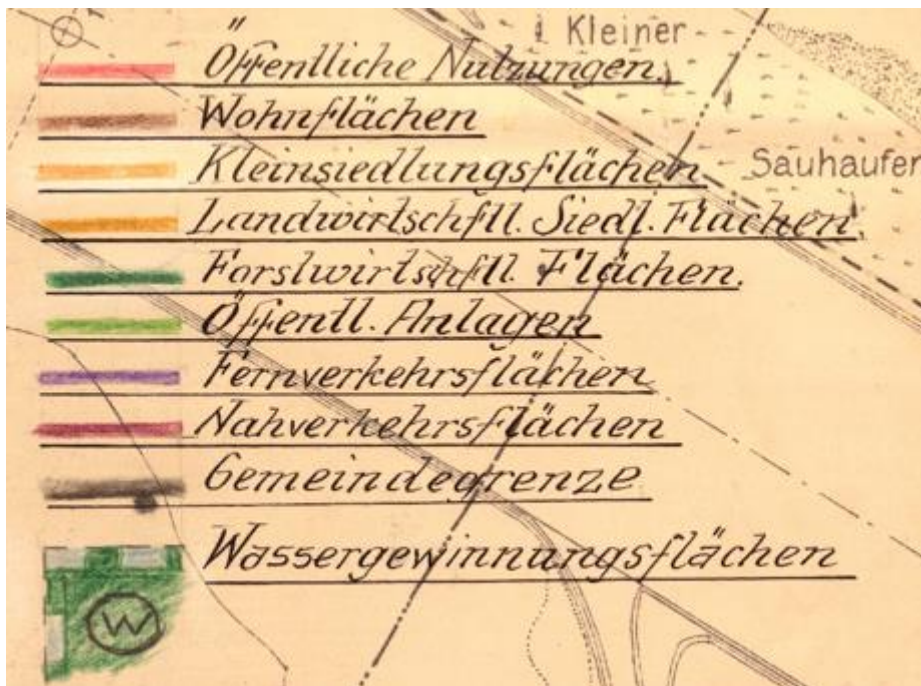 Kleiner
Öffentliche Nutzungen.
Wohnflächen
Sauhaufen
Kleinsiedlungsflächen
Landwirtschftl. Siedl. Flächen.
Forstwirtschftl. Flächen.
Öffentl. Anlagen
Fernverkehrsflächen
Nahverkehrsflächen
Gemeindegrenze
Wassergewinnungsflächen
W